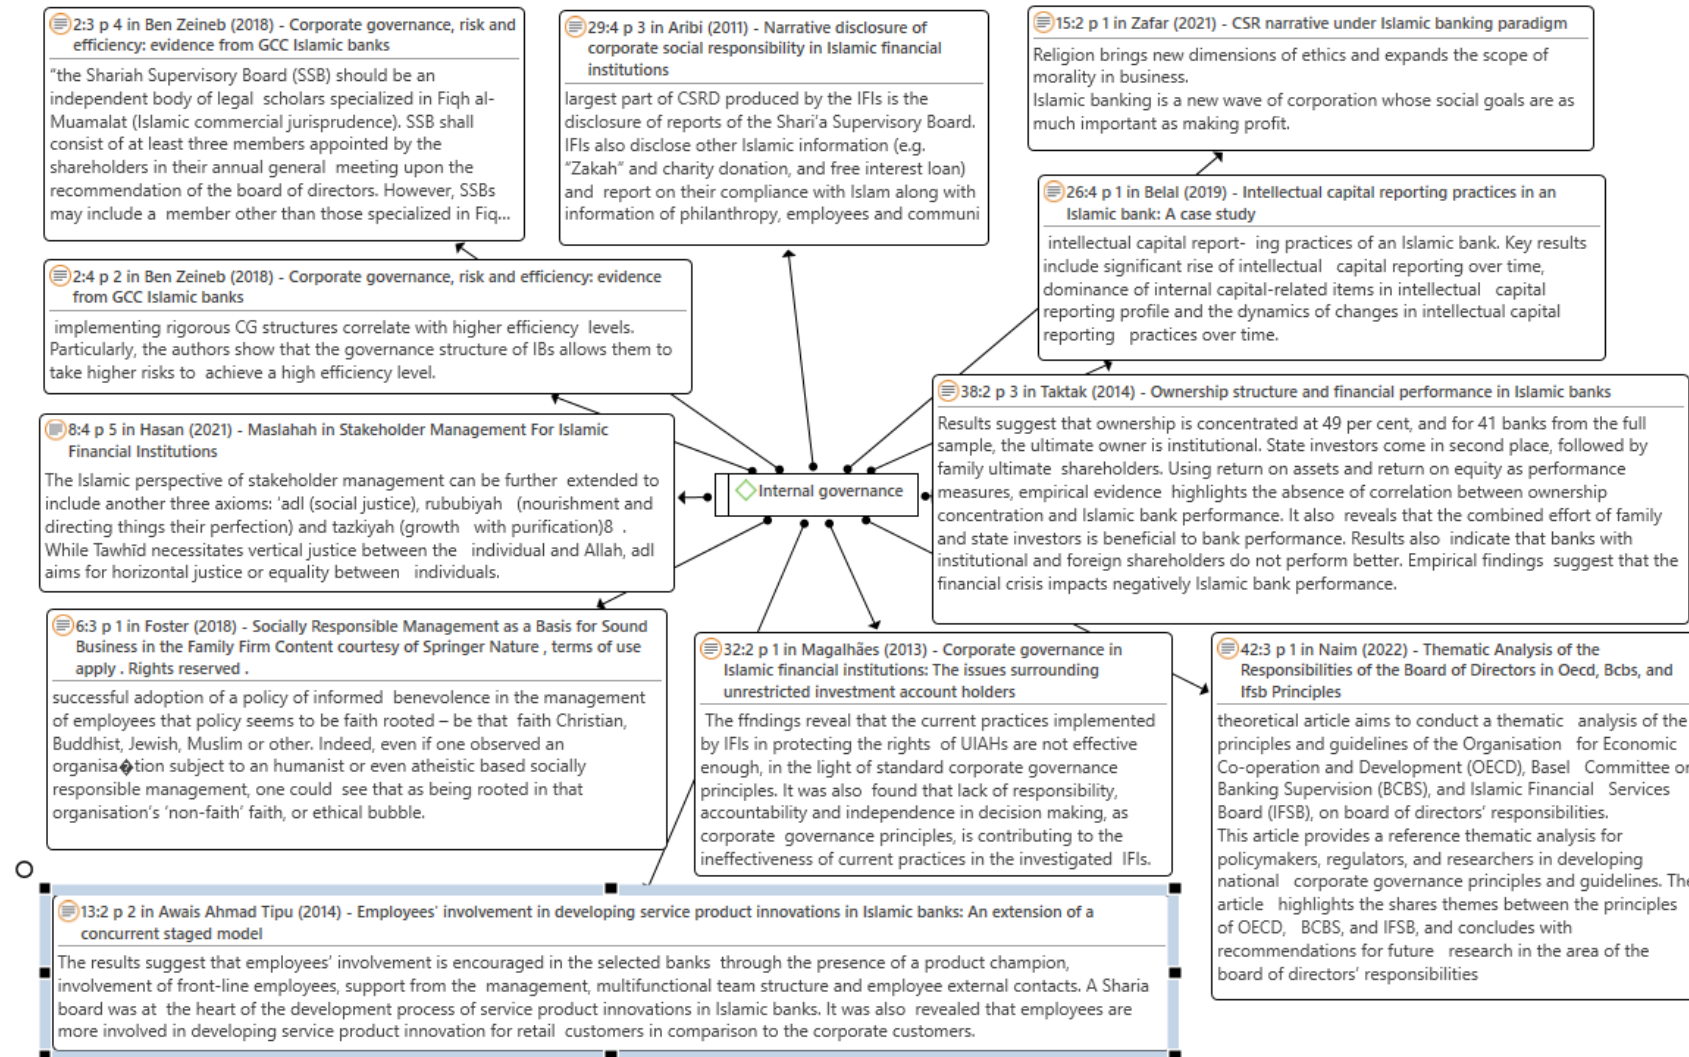 2:3 p 4 in Ben Zeineb (2018) - Corporate governance, risk and
efficiency: evidence from GCC Islamic banks
"the Shariah Supervisory Board (SSB) should be an
independent body of legal scholars specialized in Fiqh al-
Muamalat (Islamic commercial jurisprudence). SSB shall
consist of at least three members appointed by the
shareholders in their annual general meeting upon the
recommendation of the board of directors. However, SSBs
may include a member other than those specialized in Fiq...
29:4 p 3 in Aribi (2011) - Narrative disclosure of
corporate social responsibility in Islamic financial
institutions
largest part of CSRD produced by the IFIs is the
disclosure of reports of the Shari'a Supervisory Board.
IFIs also disclose other Islamic information (e.g.
"Zakah" and charity donation, and free interest loan)
and report on their compliance with Islam along with
information of philanthropy, employees and communi
15:2 p 1 in Zafar (2021) - CSR narrative under Islamic banking paradigm
Religion brings new dimensions of ethics and expands the scope of
morality in business.
Islamic banking is a new wave of corporation whose social goals are as
much important as making profit.
26:4 p 1 in Belal (2019) - Intellectual capital reporting practices in an
Islamic bank: A case study
intellectual capital report- ing practices of an Islamic bank. Key results
include significant rise of intellectual capital reporting over time,
dominance of internal capital-related items in intellectual capital
reporting profile and the dynamics of changes in intellectual capital
reporting practices over time.
2:4 p 2 in Ben Zeineb (2018) - Corporate governance, risk and efficiency: evidence
from GCC Islamic banks
implementing rigorous CG structures correlate with higher efficiency levels.
Particularly, the authors show that the governance structure of IBs allows them to
take higher risks to achieve a high efficiency level.
38:2 p 3 in Taktak (2014) - Ownership structure and financial performance in Islamic banks
Results suggest that ownership is concentrated at 49 per cent, and for 41 banks from the full
sample, the ultimate owner is institutional. State investors come in second place, followed by
family ultimate shareholders. Using return on assets and return on equity as performance
measures, empirical evidence highlights the absence of correlation between ownership
concentration and Islamic bank performance. It also reveals that the combined effort of family
and state investors is beneficial to bank performance. Results also indicate that banks with
institutional and foreign shareholders do not perform better. Empirical findings suggest that the
financial crisis impacts negatively Islamic bank performance.
8:4 p 5 in Hasan (2021) - Maslahah in Stakeholder Management For Islamic
Financial Institutions
The Islamic perspective of stakeholder management can be further extended to
include another three axioms: 'adl (social justice), rububiyah (nourishment and
directing things their perfection) and tazkiyah (growth with purification)8 .
While Tawhīd necessitates vertical justice between the individual and Allah, adl
aims for horizontal justice or equality between individuals.
Internal governance
6:3 p 1 in Foster (2018) - Socially Responsible Management as a Basis for Sound
Business in the Family Firm Content courtesy of Springer Nature , terms of use
apply . Rights reserved .
successful adoption of a policy of informed benevolence in the management
of employees that policy seems to be faith rooted – be that faith Christian,
Buddhist, Jewish, Muslim or other. Indeed, even if one observed an
organisa�tion subject to an humanist or even atheistic based socially
responsible management, one could see that as being rooted in that
organisation's 'non-faith' faith, or ethical bubble.
32:2 p 1 in Magalhães (2013) - Corporate governance in
Islamic financial institutions: The issues surrounding
unrestricted investment account holders
The ffndings reveal that the current practices implemented
by IFIs in protecting the rights of UIAHs are not effective
enough, in the light of standard corporate governance
principles. It was also found that lack of responsibility,
accountability and independence in decision making, as
corporate governance principles, is contributing to the
ineffectiveness of current practices in the investigated IFIs.
42:3 p 1 in Naim (2022) - Thematic Analysis of the
Responsibilities of the Board of Directors in Oecd, Bcbs, and
Ifsb Principles
theoretical article aims to conduct a thematic analysis of the
principles and guidelines of the Organisation for Economic
Co-operation and Development (OECD), Basel Committee on
Banking Supervision (BCBS), and Islamic Financial Services
Board (IFSB), on board of directors' responsibilities.
This article provides a reference thematic analysis for
policymakers, regulators, and researchers in developing
national corporate governance principles and guidelines. The
article highlights the shares themes between the principles
of OECD, BCBS, and IFSB, and concludes with
recommendations for future research in the area of the
board of directors' responsibilities
13:2 p 2 in Awais Ahmad Tipu (2014) - Employees' involvement in developing service product innovations in Islamic banks: An extension of a
concurrent staged model
The results suggest that employees' involvement is encouraged in the selected banks through the presence of a product champion,
involvement of front-line employees, support from the management, multifunctional team structure and employee external contacts. A Sharia
board was at the heart of the development process of service product innovations in Islamic banks. It was also revealed that employees are
more involved in developing service product innovation for retail customers in comparison to the corporate customers.